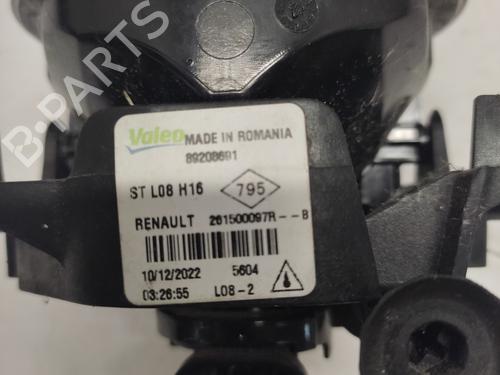 Valeo MADE IN ROMANIA
89208691
ST L08 H16 795
RENAULT 261500097R--B
10/12/2022 5604
03:26:55 L08-2
B-PARTS